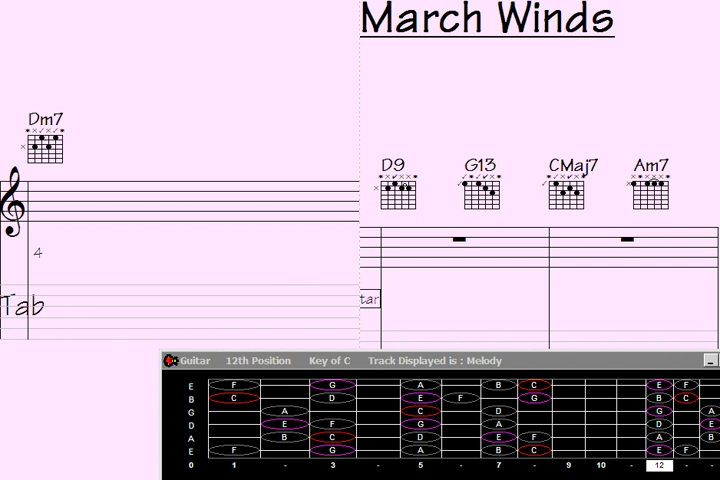 March Winds
Dm7
D9 G13 CMaj7 Am7
4
Tab
tar
Guitar 12th Position Key of C Track Displayed is : Melody
E F G A B C E F
B C D E F G B C
G A C D G A
D E F G A D E
A B C D E F A
E F G A B C E F
0 1 - 3 - 5 - 7 - 9 10 - 12 - -